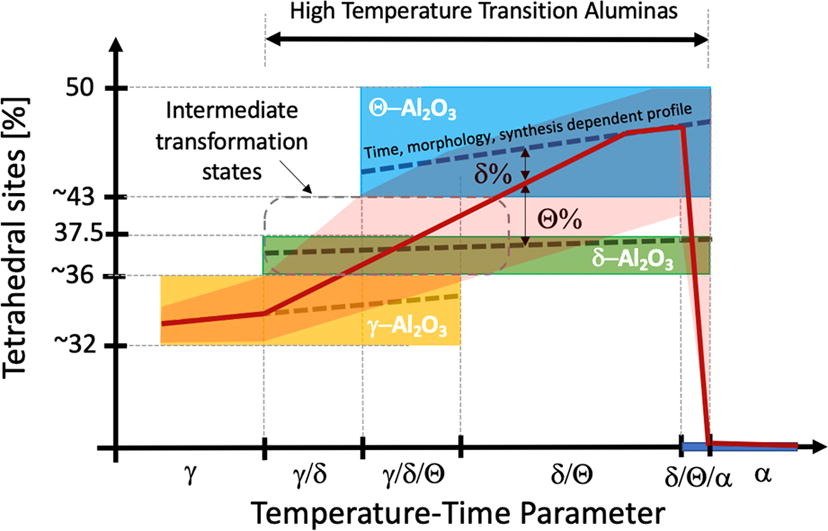 High Temperature Transition Aluminas
Tetrahedral sites [%]
50
~43
37.5
~36
~32
Intermediate
transformation
states
Θ–Al₂O₃
Time, morphology, synthesis dependent profile
δ%
Θ%
δ–Al₂O₃
γ–Al₂O₃
γ
γ/δ
γ/δ/Θ
δ/Θ
δ/Θ/α
α
Temperature-Time Parameter